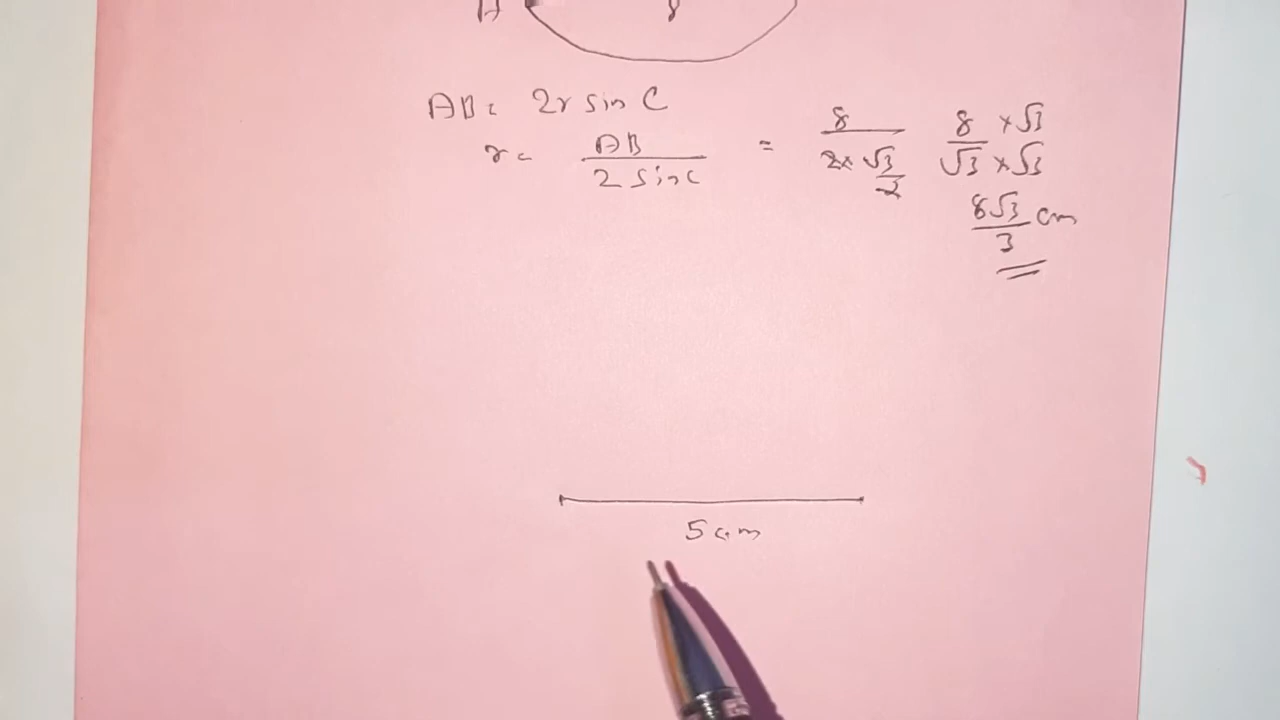 A 8
AB = 2r sin C
r = AB / 2 sin C = 8 / 2 × √3/2 8 × √3 / √3 × √3
8√3 / 3 cm
5 cm